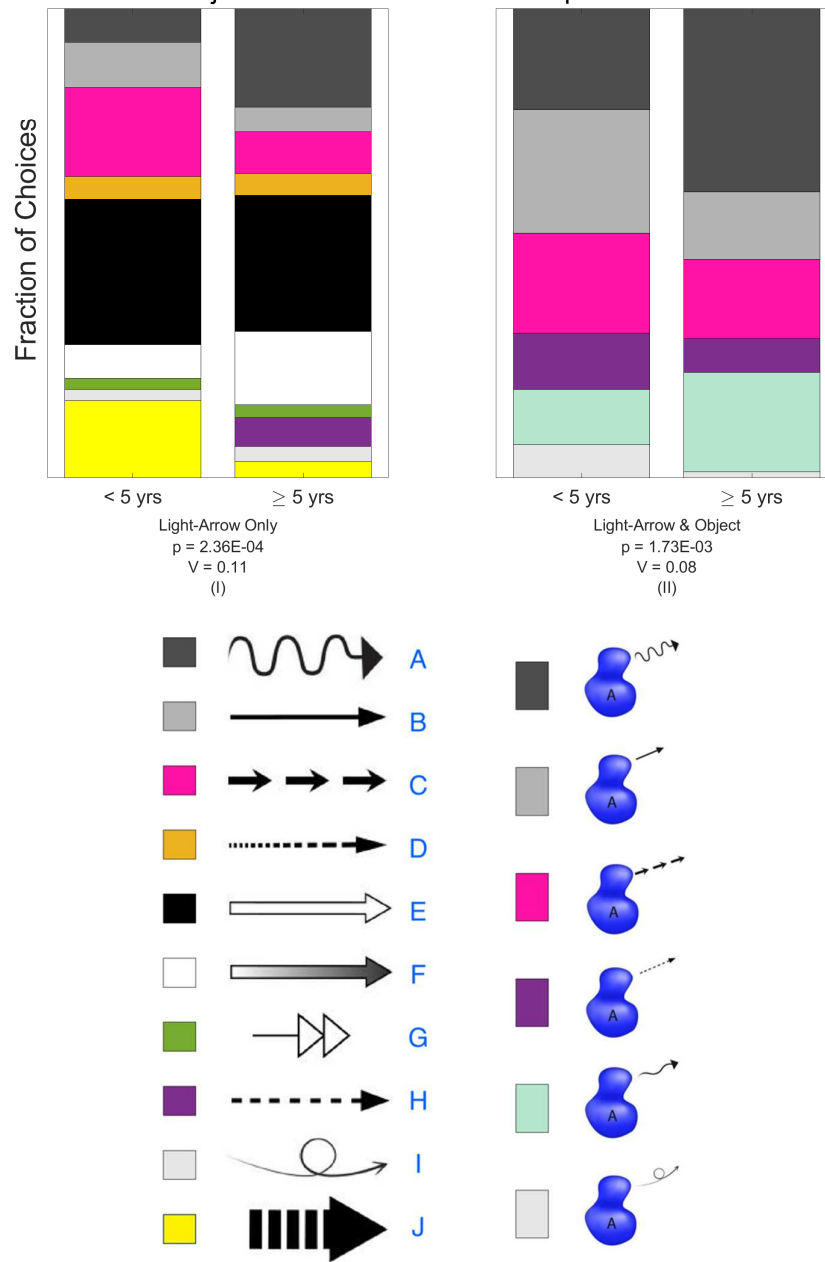 Fraction of Choices
< 5 yrs
≥ 5 yrs
Light-Arrow Only
p = 2.36E-04
V = 0.11
(I)
< 5 yrs
≥ 5 yrs
Light-Arrow & Object
p = 1.73E-03
V = 0.08
(II)
A
B
C
D
E
F
G
H
I
J
A
A
A
A
A
A